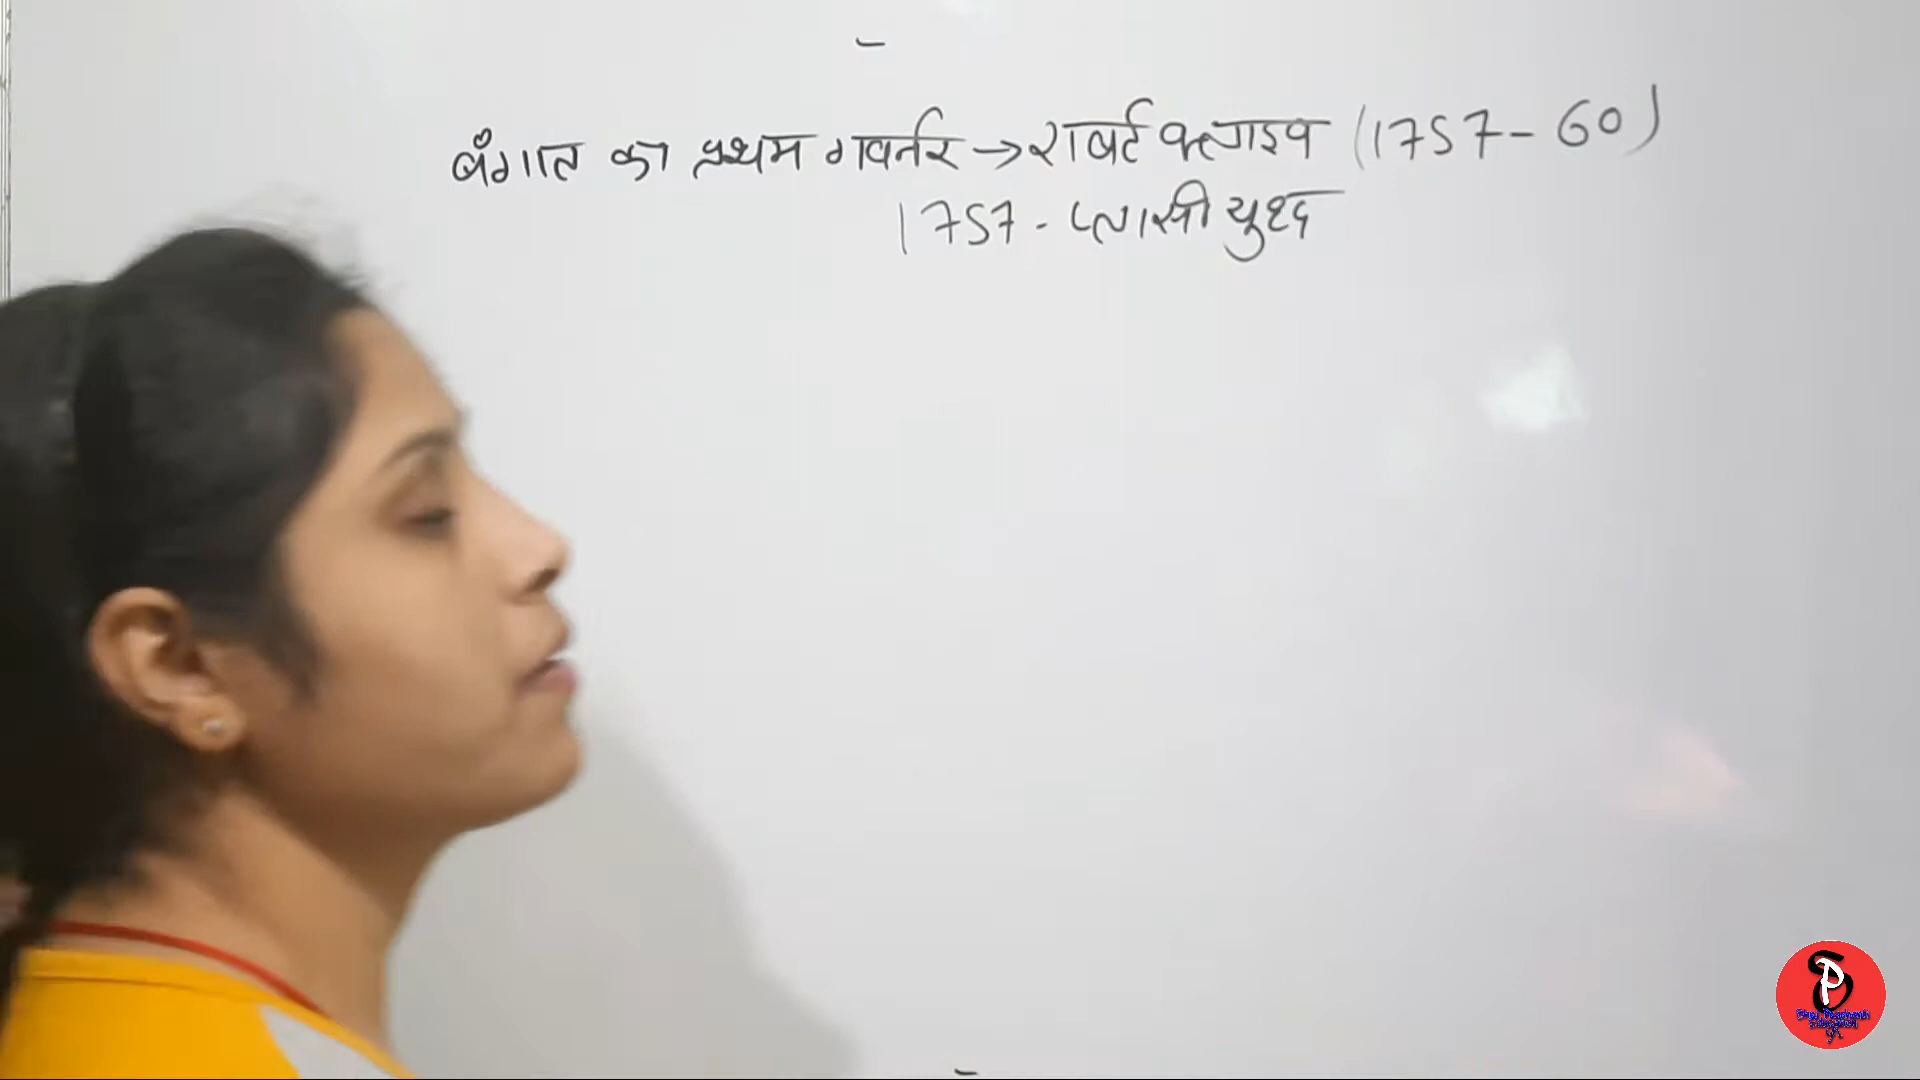 बँगाल का प्रथम गवर्नर → राबर्ट क्लाइव (1757 - 60)
1757 - प्लासी युध्द